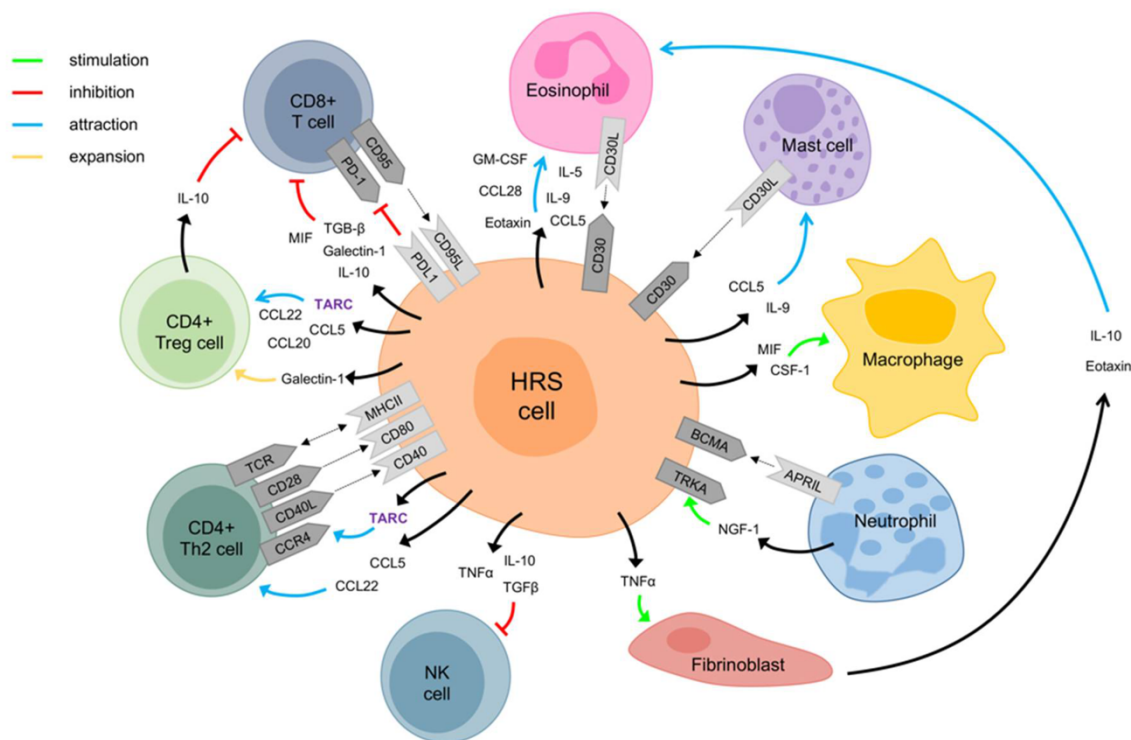 stimulation
inhibition
attraction
expansion
CD8+
T cell
CD95
PD-1
CD95L
PDL1
IL-10
MIF
TGB-β
Galectin-1
IL-10
CD4+
Treg cell
TARC
CCL22
CCL5
CCL20
Galectin-1
Eosinophil
CD30L
GM-CSF
IL-5
CCL28
IL-9
Eotaxin
CCL5
CD30
Mast cell
CD30L
CD30
CCL5
IL-9
MIF
CSF-1
Macrophage
IL-10
Eotaxin
HRS
cell
MHCII
CD80
CD40
TCR
CD28
CD40L
CCR4
CD4+
Th2 cell
TARC
CCL5
CCL22
BCMA
APRIL
TRKA
NGF-1
Neutrophil
IL-10
TNFα
TGFβ
NK
cell
TNFα
Fibrinoblast